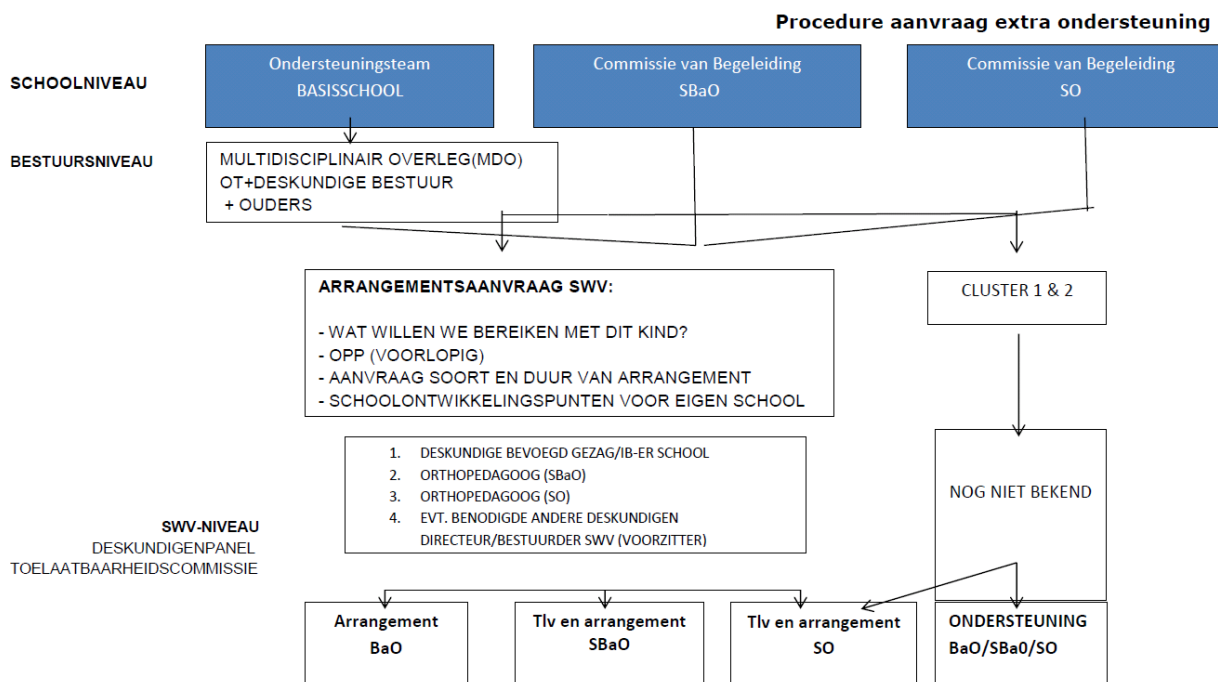 Procedure aanvraag extra ondersteuning
SCHOOLNIVEAU
Ondersteuningsteam
BASISSCHOOL
Commissie van Begeleiding
SBaO
Commissie van Begeleiding
SO
BESTUURSNIVEAU
MULTIDISCIPLINAIR OVERLEG(MDO)
OT+DESKUNDIGE BESTUUR
+ OUDERS
ARRANGEMENTSAANVRAAG SWV:
- WAT WILLEN WE BEREIKEN MET DIT KIND?
- OPP (VOORLOPIG)
- AANVRAAG SOORT EN DUUR VAN ARRANGEMENT
- SCHOOLONTWIKKELINGSPUNTEN VOOR EIGEN SCHOOL
CLUSTER 1 & 2
1. DESKUNDIGE BEVOEGD GEZAG/IB-ER SCHOOL
2. ORTHOPEDAGOOG (SBaO)
3. ORTHOPEDAGOOG (SO)
4. EVT. BENODIGDE ANDERE DESKUNDIGEN
DIRECTEUR/BESTUURDER SWV (VOORZITTER)
NOG NIET BEKEND
SWV-NIVEAU
DESKUNDIGENPANEL
TOELAATBAARHEIDSCOMMISSIE
Arrangement
BaO
Tlv en arrangement
SBaO
Tlv en arrangement
SO
ONDERSTEUNING
BaO/SBa0/SO